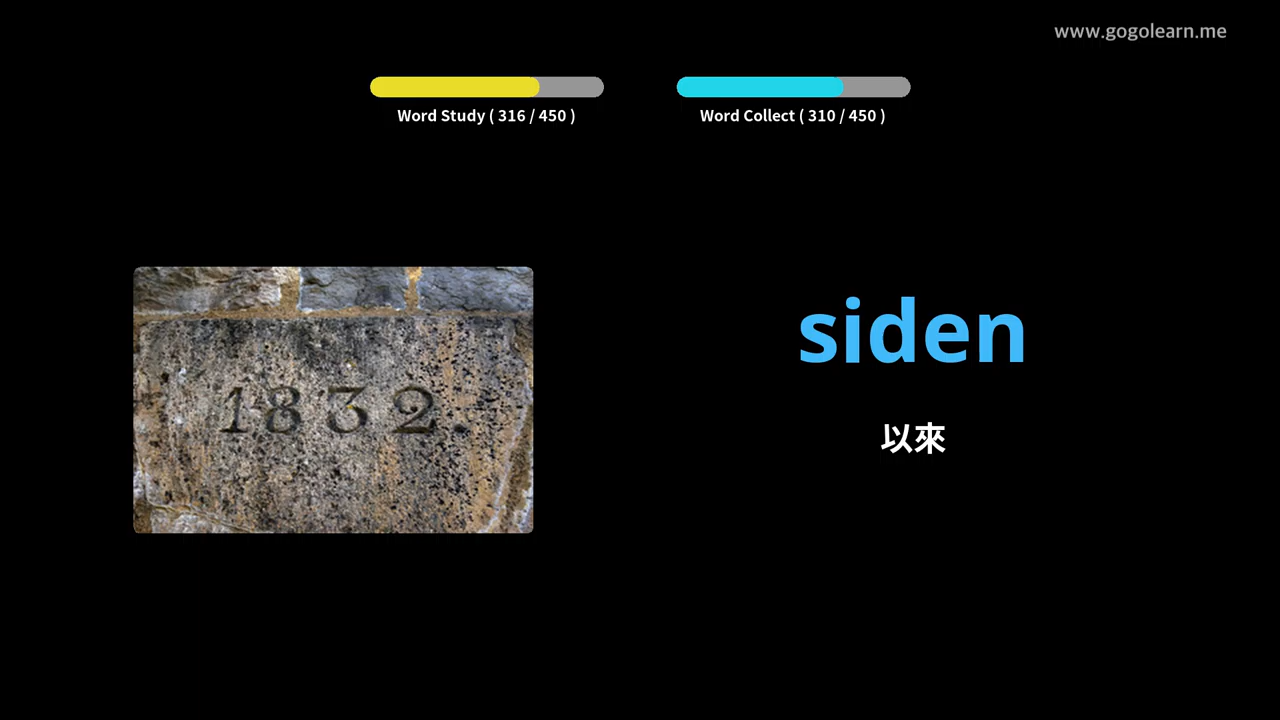 www.gogolearn.me
Word Study ( 316 / 450 )
Word Collect ( 310 / 450 )
1832.
siden
以來